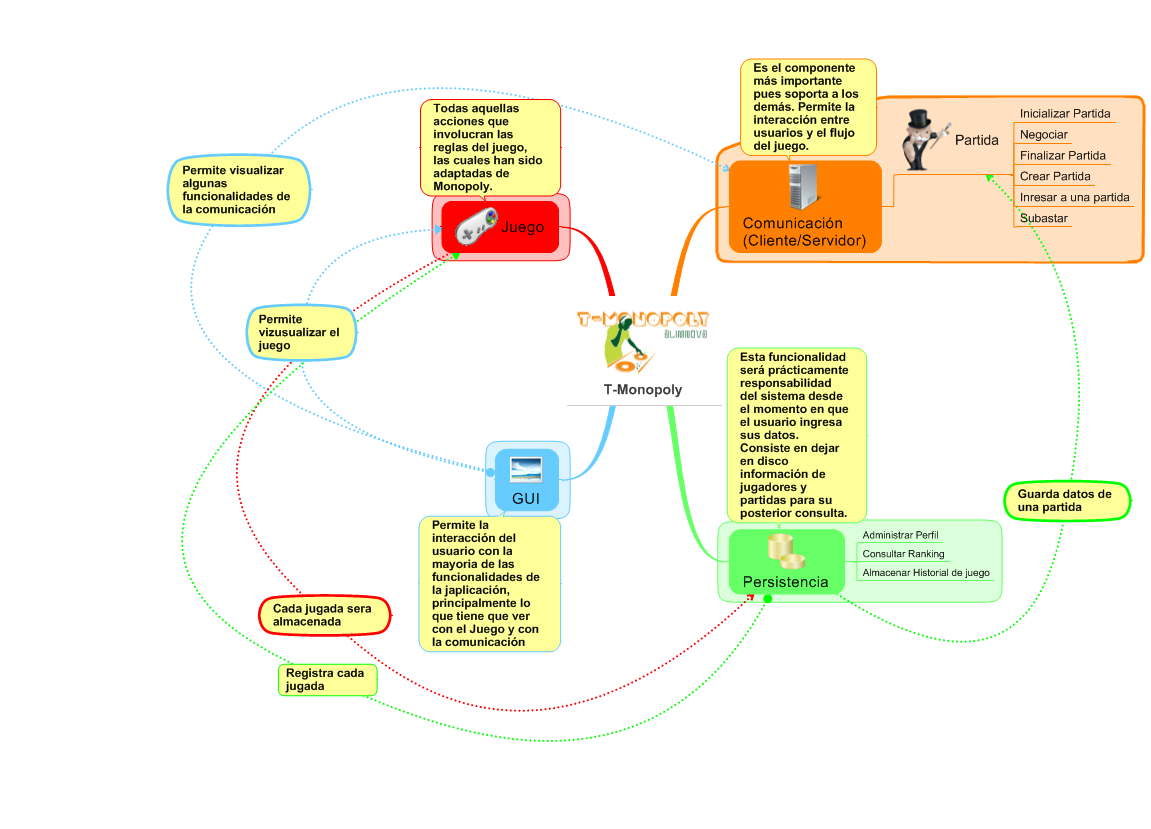 Es el componente
más importante
pues soporta a los
demás. Permite la
interacción entre
usuarios y el flujo
del juego.
Todas aquellas
acciones que
involucran las
reglas del juego,
las cuales han sido
adaptadas de
Monopoly.
Partida
Inicializar Partida
Negociar
Finalizar Partida
Crear Partida
Inresar a una partida
Subastar
Permite visualizar
algunas
funcionalidades de
la comunicación
Juego
Comunicación
(Cliente/Servidor)
Permite
vizusualizar el
juego
T-MONOPOLY
BLIMNOVA
T-Monopoly
Esta funcionalidad
será prácticamente
responsabilidad
del sistema desde
el momento en que
el usuario ingresa
sus datos.
Consiste en dejar
en disco
información de
jugadores y
partidas para su
posterior consulta.
GUI
Guarda datos de
una partida
Permite la
interacción del
usuario con la
mayoria de las
funcionalidades de
la japlicación,
principalmente lo
que tiene que ver
con el Juego y con
la comunicación
Persistencia
Administrar Perfil
Consultar Ranking
Almacenar Historial de juego
Cada jugada sera
almacenada
Registra cada
jugada